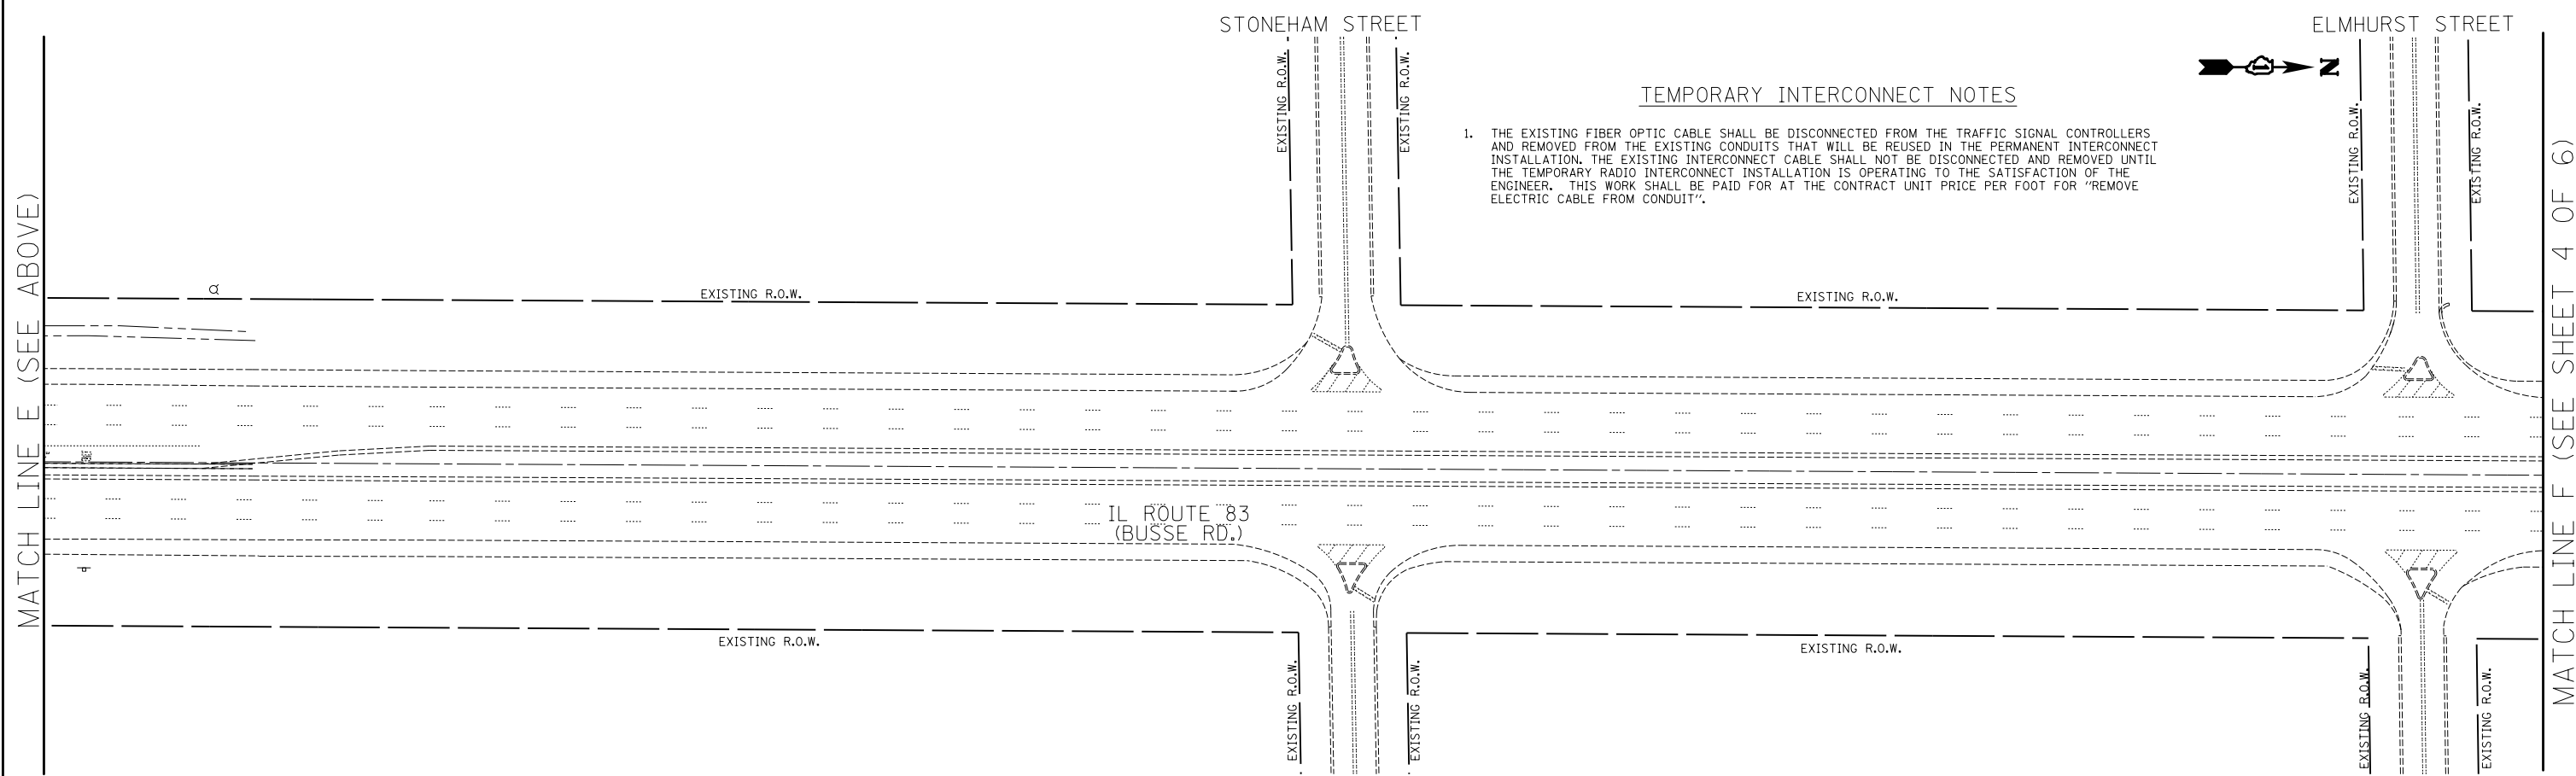 STONEHAM STREET
ELMHURST STREET
N
TEMPORARY INTERCONNECT NOTES
1. THE EXISTING FIBER OPTIC CABLE SHALL BE DISCONNECTED FROM THE TRAFFIC SIGNAL CONTROLLERS
AND REMOVED FROM THE EXISTING CONDUITS THAT WILL BE REUSED IN THE PERMANENT INTERCONNECT
INSTALLATION. THE EXISTING INTERCONNECT CABLE SHALL NOT BE DISCONNECTED AND REMOVED UNTIL
THE TEMPORARY RADIO INTERCONNECT INSTALLATION IS OPERATING TO THE SATISFACTION OF THE
ENGINEER. THIS WORK SHALL BE PAID FOR AT THE CONTRACT UNIT PRICE PER FOOT FOR "REMOVE
ELECTRIC CABLE FROM CONDUIT".
EXISTING R.O.W.
EXISTING R.O.W.
EXISTING R.O.W.
EXISTING R.O.W.
MATCH LINE E (SEE ABOVE)
EXISTING R.O.W.
EXISTING R.O.W.
MATCH LINE F (SEE SHEET 4 OF 6)
IL ROUTE 83
(BUSSE RD.)
EXISTING R.O.W.
EXISTING R.O.W.
EXISTING R.O.W.
EXISTING R.O.W.
EXISTING R.O.W.
EXISTING R.O.W.